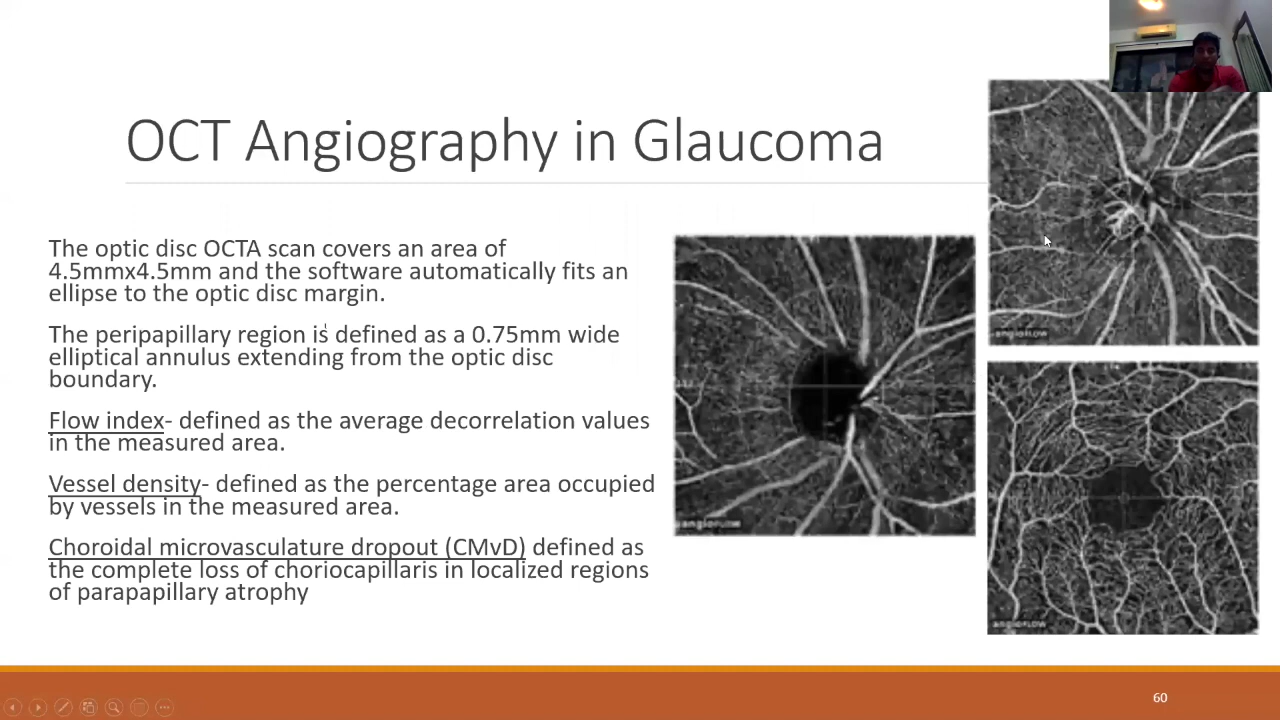 OCT Angiography in Glaucoma
The optic disc OCTA scan covers an area of
4.5mmx4.5mm and the software automatically fits an
ellipse to the optic disc margin.
The peripapillary region is defined as a 0.75mm wide
elliptical annulus extending from the optic disc
boundary.
Flow index- defined as the average decorrelation values
in the measured area.
Vessel density- defined as the percentage area occupied
by vessels in the measured area.
Choroidal microvasculature dropout (CMvD) defined as
the complete loss of choriocapillaris in localized regions
of parapapillary atrophy
60